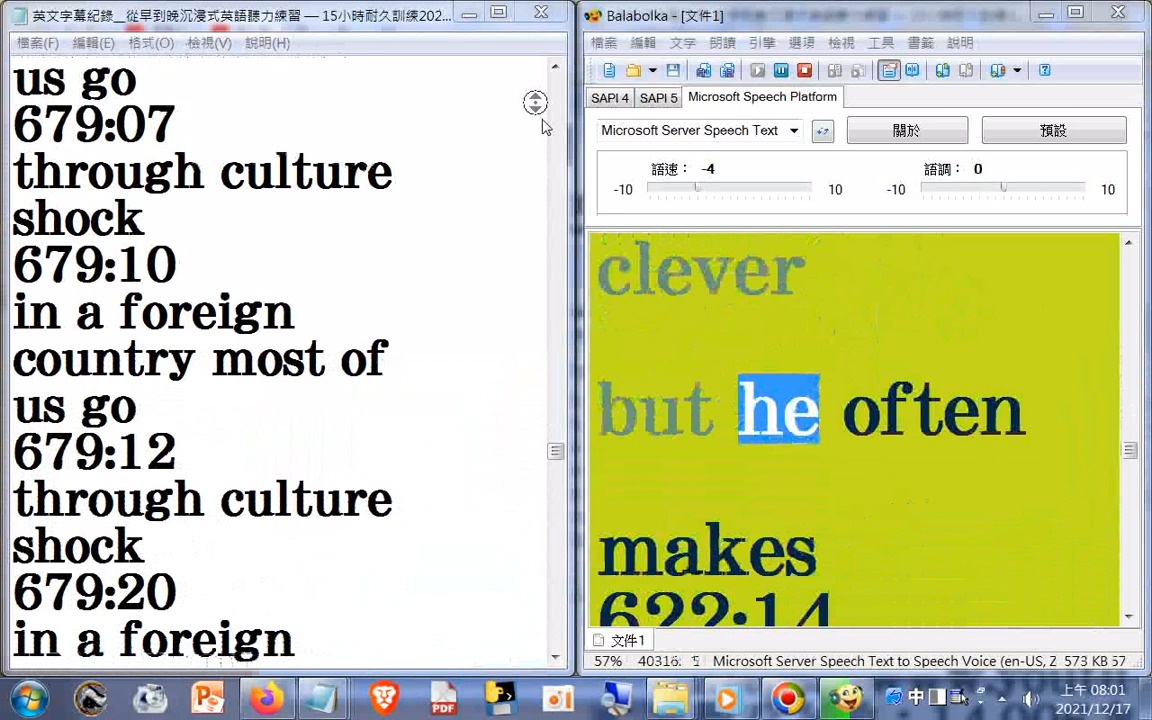 英文字幕紀錄__從早到晚沉浸式英語聽力練習 — 15小時耐久訓練202...
檔案(F) 編輯(E) 格式(O) 檢視(V) 說明(H)
us go
679:07
through culture
shock
679:10
in a foreign
country most of
us go
679:12
through culture
shock
679:20
in a foreign
Balabolka - [文件1]
檔案 編輯 文字 朗讀 引擎 選項 檢視 工具 書籤 說明
SAPI 4 SAPI 5 Microsoft Speech Platform
Microsoft Server Speech Text 關於 預設
語速： -4 語調： 0
-10 10 -10 10
clever
but he often
makes
622:14
文件1
57% Microsoft Server Speech Text to Speech Voice (en-US, Z 573 KB 57
中
上午 08:01
2021/12/17